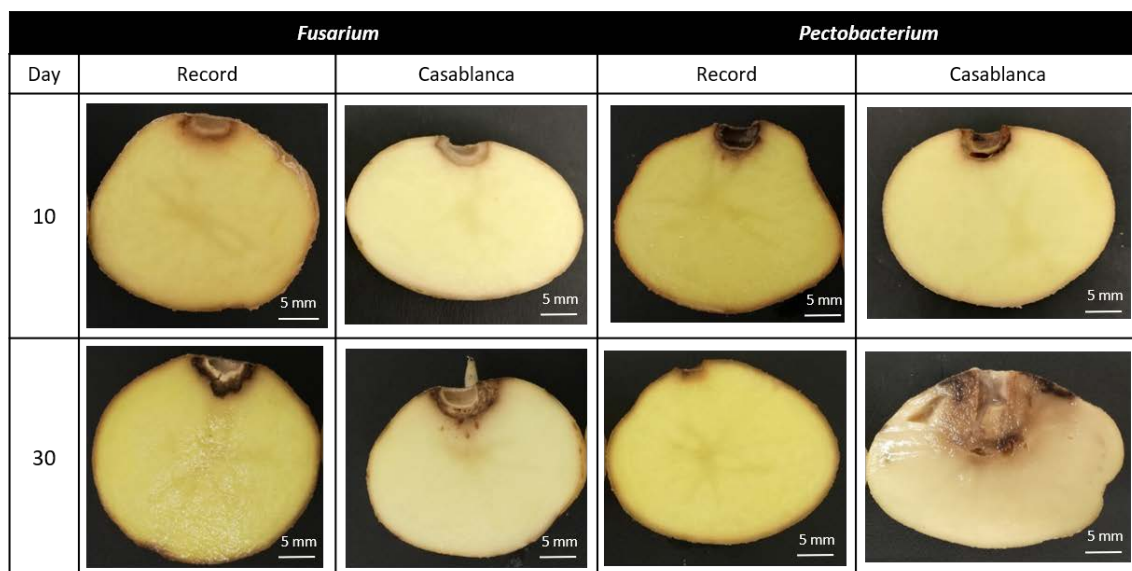 Fusarium Pectobacterium
Day Record Casablanca Record Casablanca
10
5 mm 5 mm 5 mm 5 mm
30
5 mm 5 mm 5 mm 5 mm